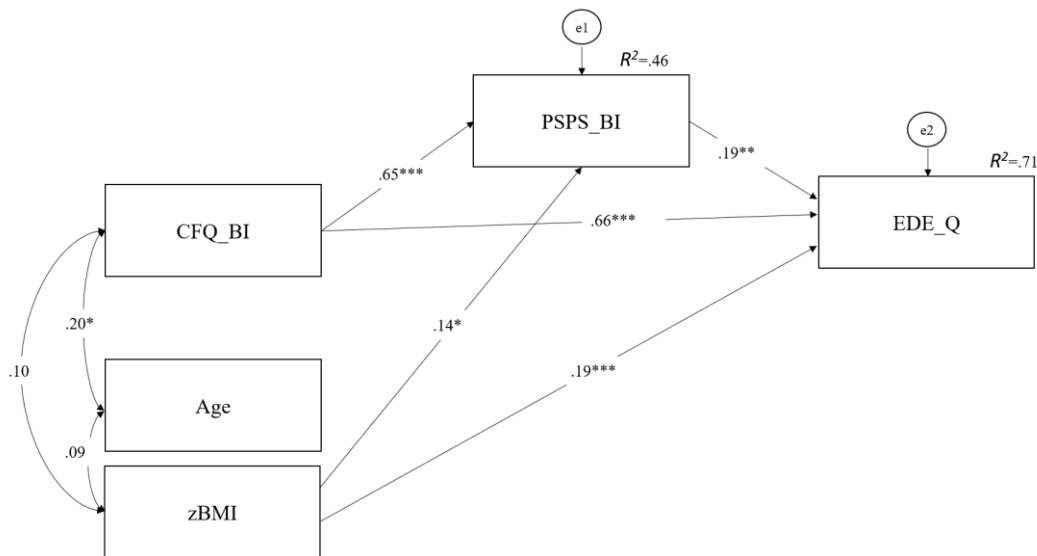 e1
R²=.46
PSPS_BI
e2
.19**
R²=.71
.65***
CFQ_BI
.66***
EDE_Q
.20*
.14*
.10
.19***
Age
.09
zBMI